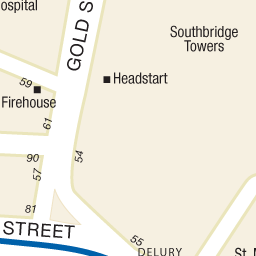 ospital
GOLD S
Southbridge
Towers
Headstart
59
Firehouse
61
90
54
57
81
STREET
55
DELURY
St. M